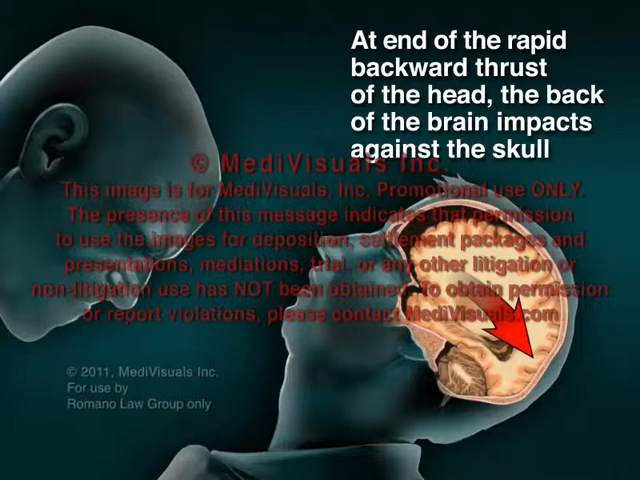 At end of the rapid
backward thrust
of the head, the back
of the brain impacts
against the skull
© MediVisuals Inc.
This image is for MediVisuals, Inc. Promotional use ONLY.
The presence of this message indicates that permission
to use the images for deposition, settlement packages and
presentations, mediations, trial, or any other litigation or
non-litigation use has NOT been obtained. To obtain permission
or report violations, please contact MediVisuals.com
© 2011, MediVisuals Inc.
For use by
Romano Law Group only